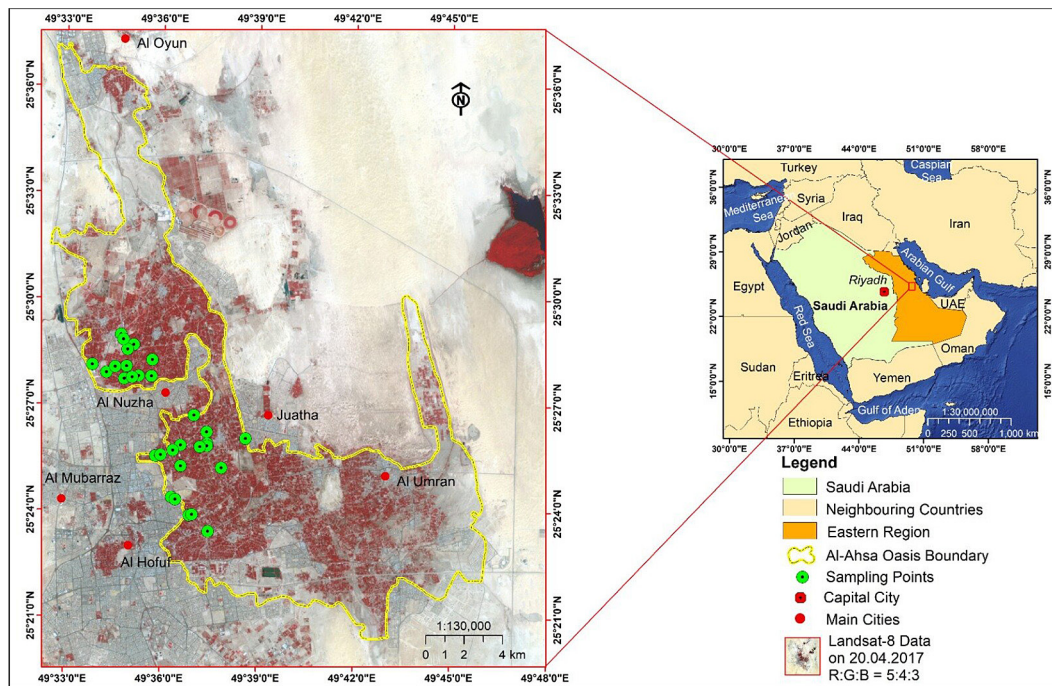 49°33'0"E
49°36'0"E
49°39'0"E
49°42'0"E
49°45'0"E
Al Oyun
N
25°36'0"N
25°33'0"N
25°30'0"N
25°27'0"N
25°24'0"N
25°21'0"N
25°36'0"N
25°33'0"N
25°30'0"N
25°27'0"N
25°24'0"N
25°21'0"N
Al Nuzha
Juatha
Al Mubarraz
Al Umran
Al Hofuf
1:130,000
0 1 2 4 km
49°33'0"E
49°36'0"E
49°39'0"E
49°42'0"E
49°45'0"E
49°48'0"E
30°0'0"E
37°0'0"E
44°0'0"E
51°0'0"E
58°0'0"E
36°0'0"N
29°0'0"N
22°0'0"N
15°0'0"N
36°0'0"N
29°0'0"N
22°0'0"N
15°0'0"N
Turkey
Caspian
Sea
Mediterranean
Sea
Syria
Iraq
Iran
Jordan
Arabian Gulf
Egypt
Riyadh
Saudi Arabia
UAE
Red Sea
Oman
Sudan
Eritrea
Yemen
Gulf of Aden
Ethiopia
1:30,000,000
0 250 500 1,000 km
30°0'0"E
37°0'0"E
44°0'0"E
51°0'0"E
58°0'0"E
Legend
Saudi Arabia
Neighbouring Countries
Eastern Region
Al-Ahsa Oasis Boundary
Sampling Points
Capital City
Main Cities
Landsat-8 Data
on 20.04.2017
R:G:B = 5:4:3